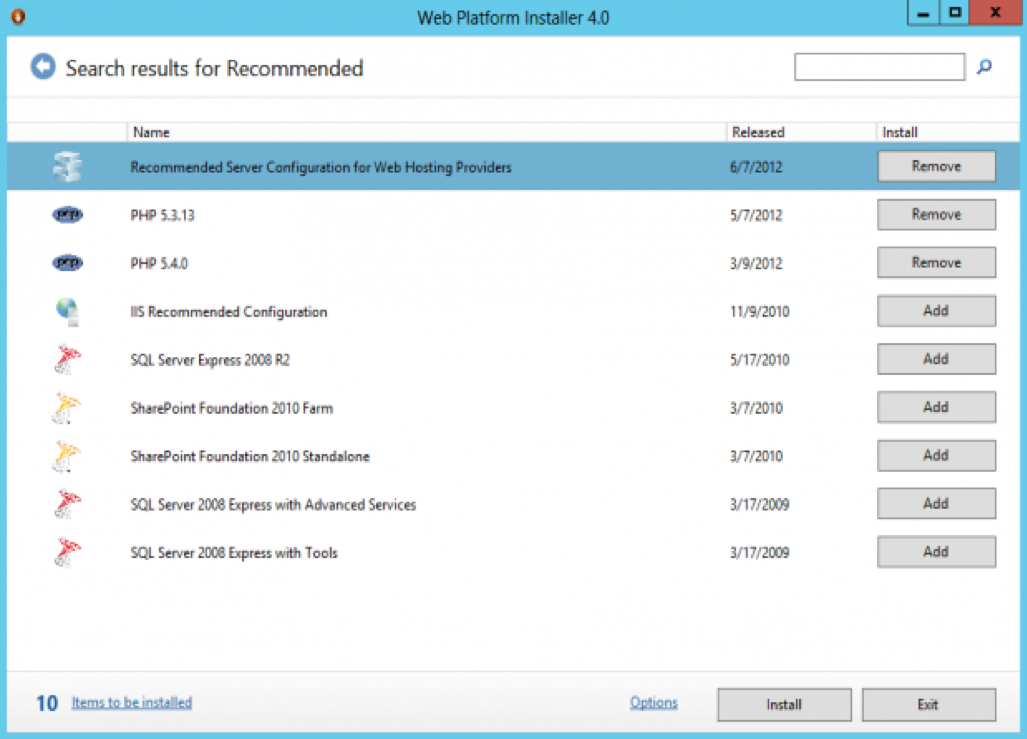 Web Platform Installer 4.0
Search results for Recommended
Name Released Install
Recommended Server Configuration for Web Hosting Providers 6/7/2012 Remove
php PHP 5.3.13 5/7/2012 Remove
php PHP 5.4.0 3/9/2012 Remove
IIS Recommended Configuration 11/9/2010 Add
SQL Server Express 2008 R2 5/17/2010 Add
SharePoint Foundation 2010 Farm 3/7/2010 Add
SharePoint Foundation 2010 Standalone 3/7/2010 Add
SQL Server 2008 Express with Advanced Services 3/17/2009 Add
SQL Server 2008 Express with Tools 3/17/2009 Add
10 Items to be installed Options Install Exit